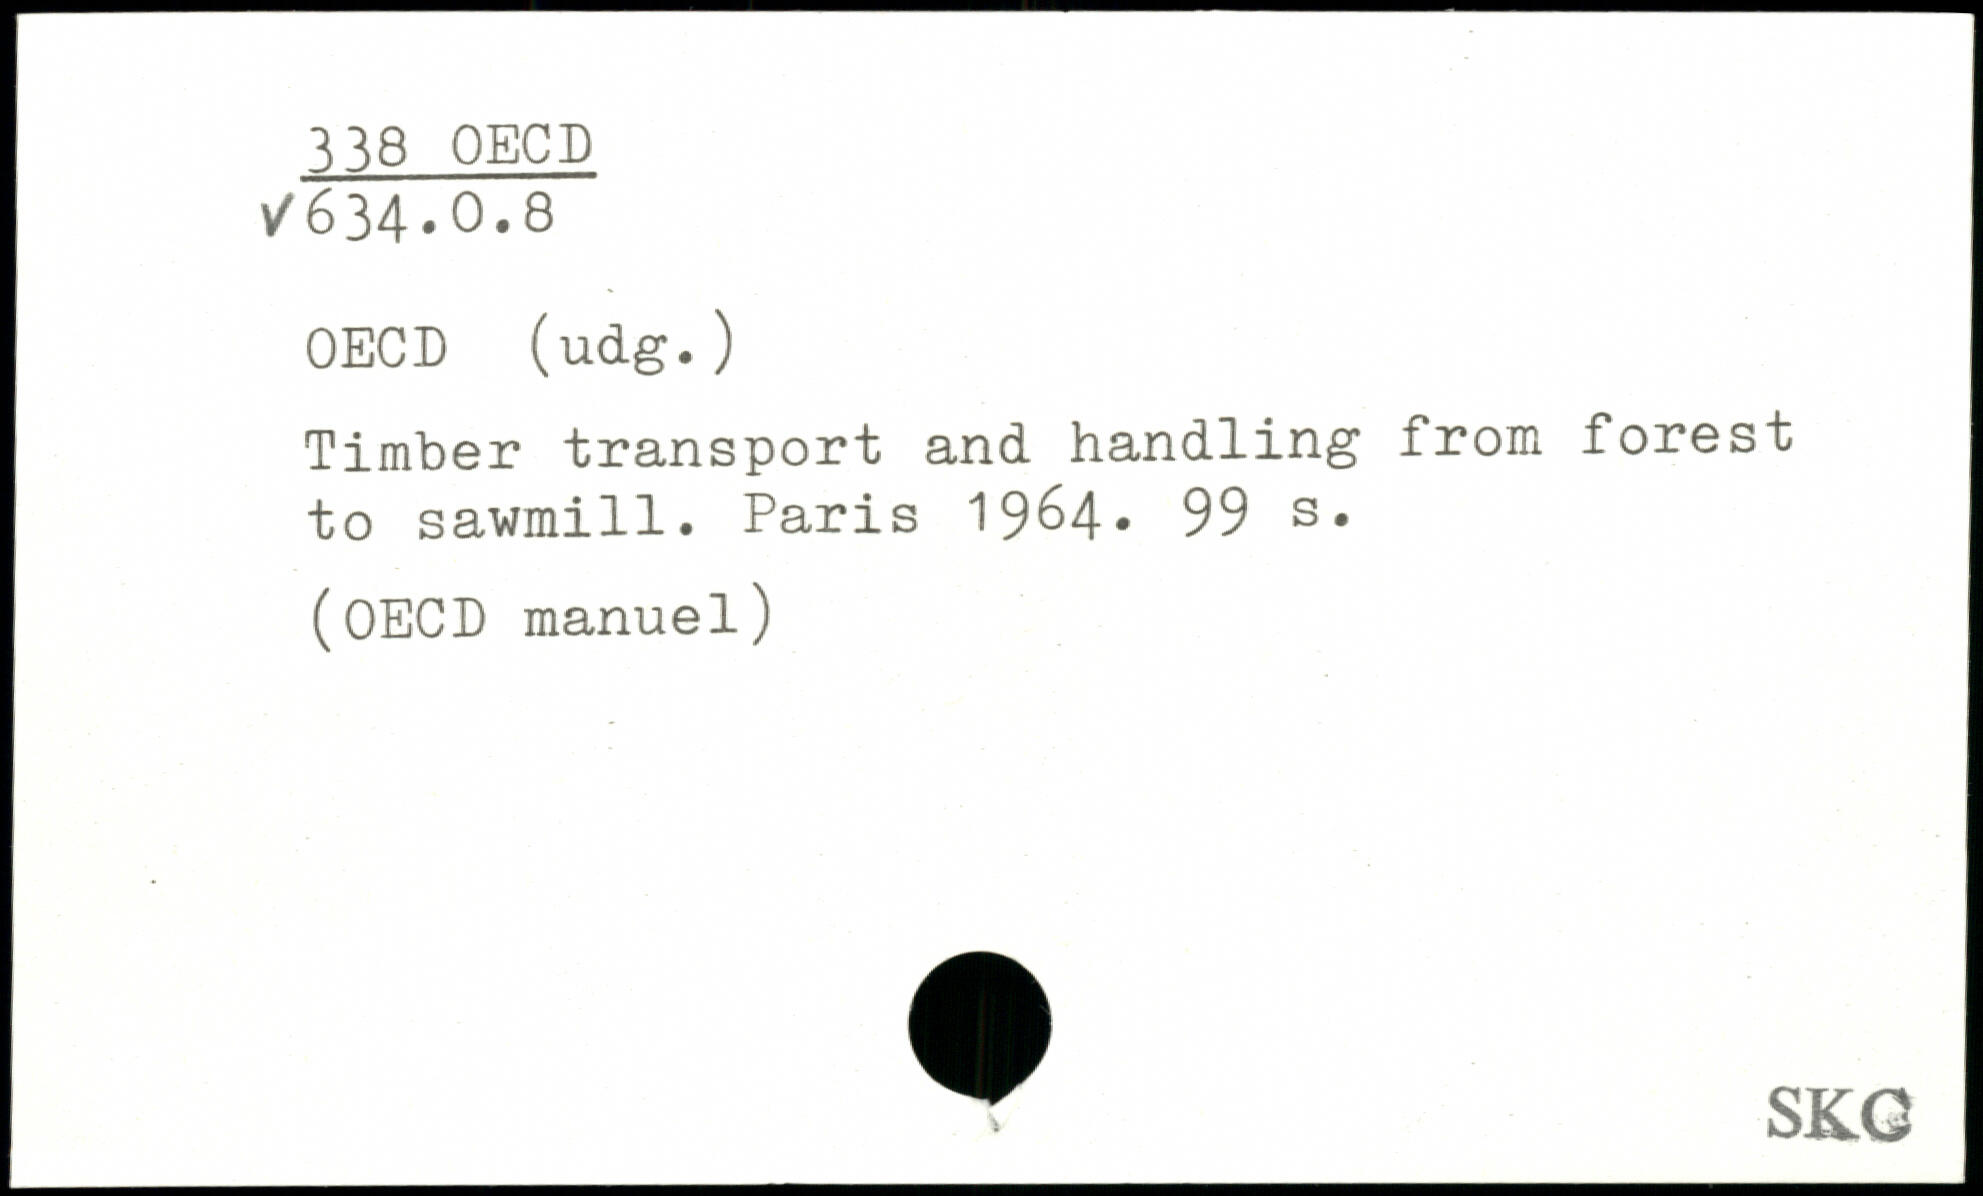 338 OECD
✓634.0.8
OECD (udg.)
Timber transport and handling from forest
to sawmill. Paris 1964. 99 s.
(OECD manuel)
SKC